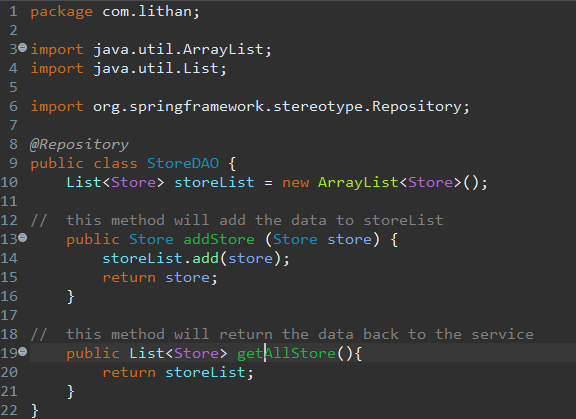 1 package com.lithan;
2
3 import java.util.ArrayList;
4 import java.util.List;
5
6 import org.springframework.stereotype.Repository;
7
8 @Repository
9 public class StoreDAO {
10     List<Store> storeList = new ArrayList<Store>();
11
12 //  this method will add the data to storeList
13     public Store addStore (Store store) {
14         storeList.add(store);
15         return store;
16     }
17
18 //  this method will return the data back to the service
19     public List<Store> getAllStore(){
20         return storeList;
21     }
22 }